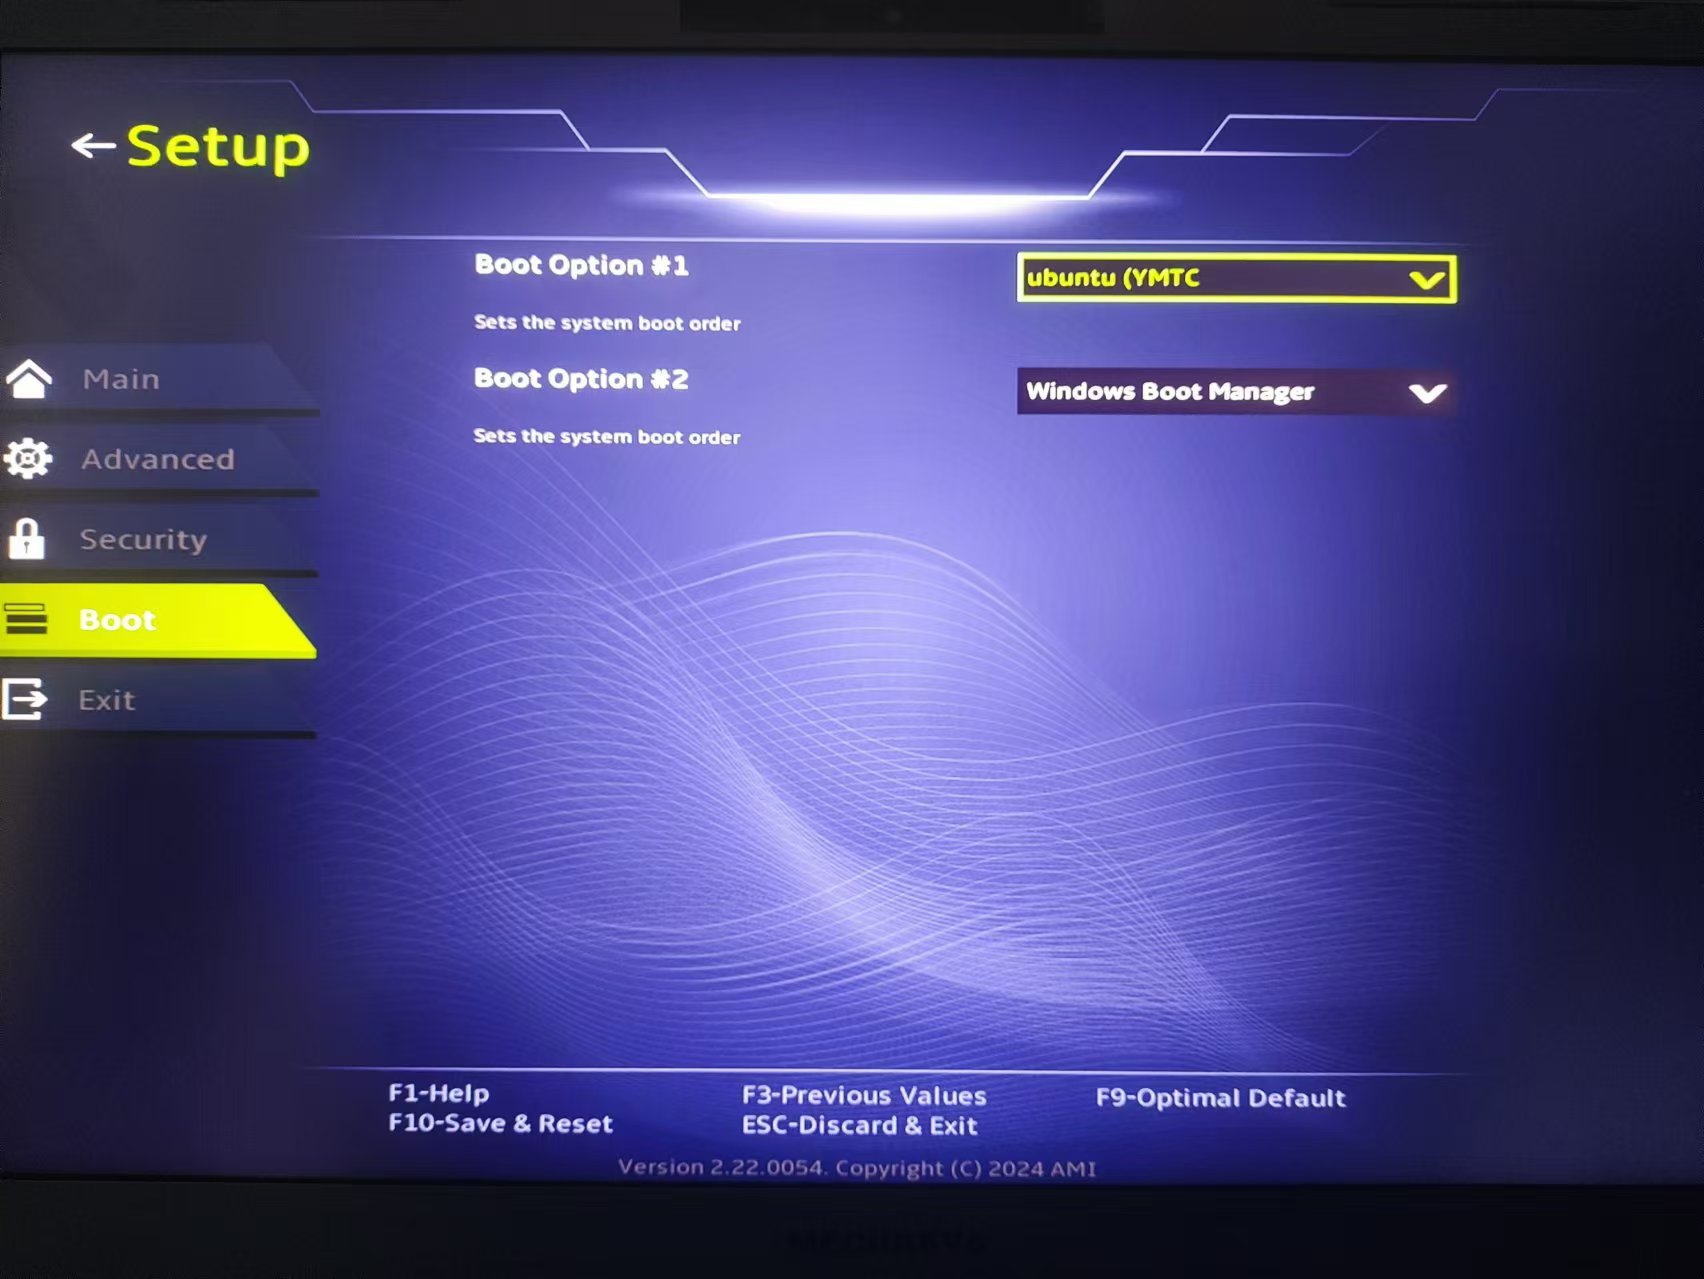 Setup
Boot Option #1
ubuntu (YMTC
Sets the system boot order
Boot Option #2
Windows Boot Manager
Sets the system boot order
Main
Advanced
Security
Boot
Exit
F1-Help
F3-Previous Values
F9-Optimal Default
F10-Save & Reset
ESC-Discard & Exit
Version 2.22.0054. Copyright (C) 2024 AMI